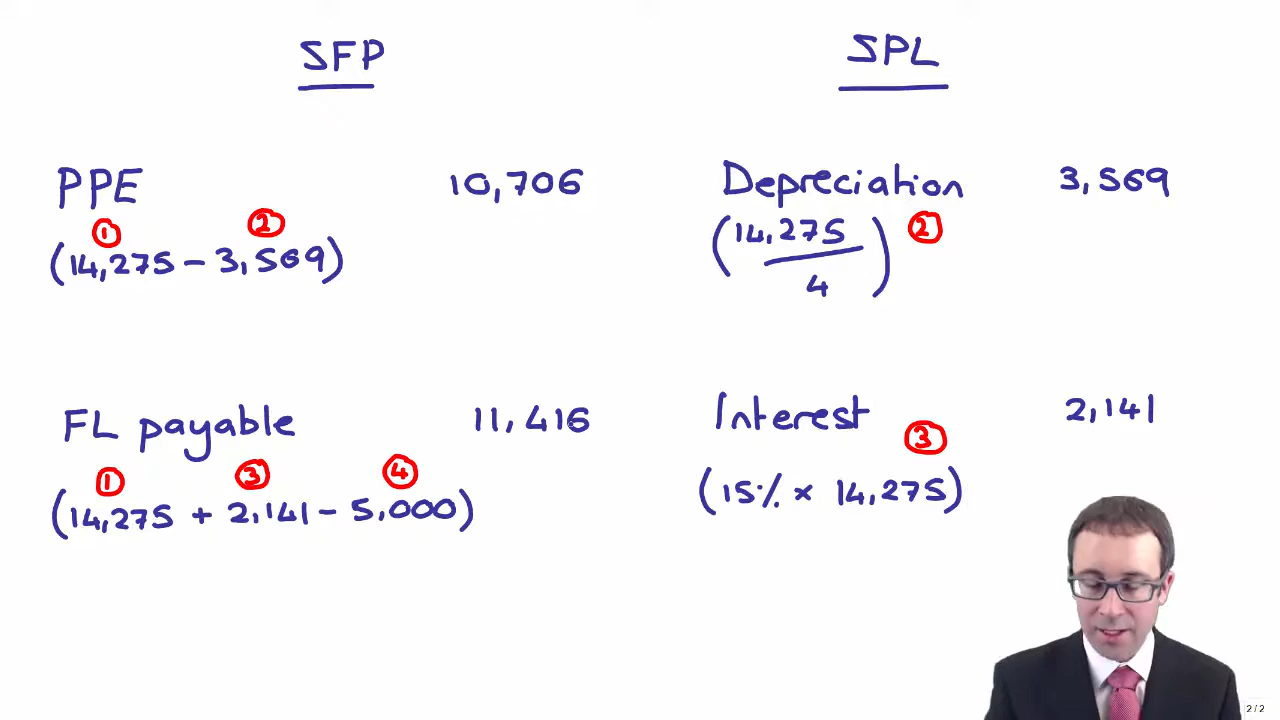 SFP
PPE 10,706
① ②
(14,275 - 3,569)
FL payable 11,416
① ③ ④
(14,275 + 2,141 - 5,000)
SPL
Depreciation 3,569
(14,275 / 4) ②
Interest 2,141
③
(15% × 14,275)
2/2